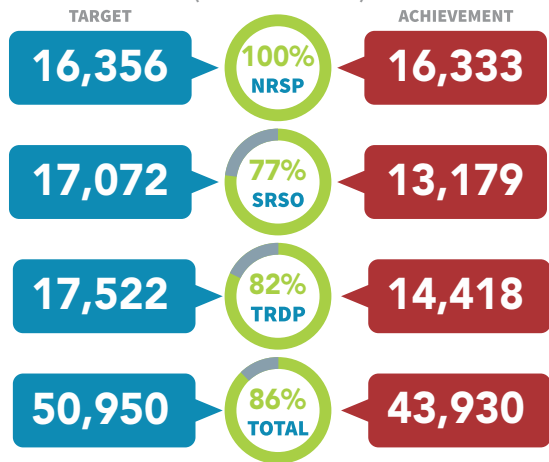 TARGET ACHIEVEMENT
16,356 100% 16,333
NRSP
17,072 77% 13,179
SRSO
17,522 82% 14,418
TRDP
50,950 86% 43,930
TOTAL